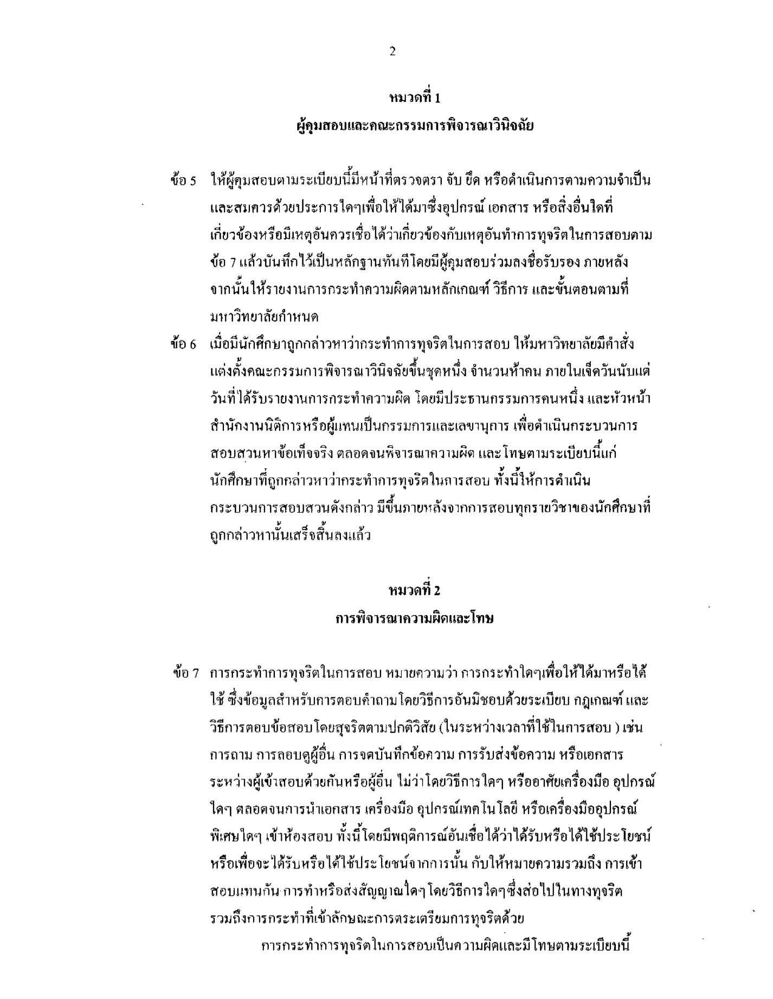 2
หมวดที่ 1
ผู้คุมสอบและคณะกรรมการพิจารณาวินิจฉัย
ข้อ 5 ให้ผู้คุมสอบตามระเบียบนี้มีหน้าที่ตรวจตรา จับ ยึด หรือดำเนินการตามความจำเป็น
และสมควรด้วยประการใดๆเพื่อให้ได้มาซึ่งอุปกรณ์ เอกสาร หรือสิ่งอื่นใดที่
เกี่ยวข้องหรือมีเหตุอันควรเชื่อได้ว่าเกี่ยวข้องกับเหตุอันทำการทุจริตในการสอบตาม
ข้อ 7 แล้วบันทึกไว้เป็นหลักฐานทันทีโดยมีผู้คุมสอบร่วมลงชื่อรับรอง ภายหลัง
จากนั้นให้รายงานการกระทำความผิดตามหลักเกณฑ์ วิธีการ และขั้นตอนตามที่
มหาวิทยาลัยกำหนด
ข้อ 6 เมื่อมีนักศึกษาถูกกล่าวหาว่ากระทำการทุจริตในการสอบ ให้มหาวิทยาลัยมีคำสั่ง
แต่งตั้งคณะกรรมการพิจารณาวินิจฉัยขึ้นชุดหนึ่ง จำนวนห้าคน ภายในเจ็ดวันนับแต่
วันที่ได้รับรายงานการกระทำความผิด โดยมีประธานกรรมการคนหนึ่ง และหัวหน้า
สำนักงานนิติการหรือผู้แทนเป็นกรรมการและเลขานุการ เพื่อดำเนินกระบวนการ
สอบสวนหาข้อเท็จจริง ตลอดจนพิจารณาความผิด และโทษตามระเบียบนี้แก่
นักศึกษาที่ถูกกล่าวหาว่ากระทำการทุจริตในการสอบ ทั้งนี้ให้การดำเนิน
กระบวนการสอบสวนดังกล่าว มีขึ้นภายหลังจากการสอบทุกรายวิชาของนักศึกษาที่
ถูกกล่าวหานั้นเสร็จสิ้นลงแล้ว
หมวดที่ 2
การพิจารณาความผิดและโทษ
ข้อ 7 การกระทำการทุจริตในการสอบ หมายความว่า การกระทำใดๆเพื่อให้ได้มาหรือได้
ใช้ ซึ่งข้อมูลสำหรับการตอบคำถามโดยวิธีการอันมิชอบด้วยระเบียบ กฎเกณฑ์ และ
วิธีการตอบข้อสอบโดยสุจริตตามปกติวิสัย (ในระหว่างเวลาที่ใช้ในการสอบ ) เช่น
การถาม การลอบดูผู้อื่น การจดบันทึกข้อความ การรับส่งข้อความ หรือเอกสาร
ระหว่างผู้เข้าสอบด้วยกันหรือผู้อื่น ไม่ว่าโดยวิธีการใดๆ หรืออาศัยเครื่องมือ อุปกรณ์
ใดๆ ตลอดจนการนำเอกสาร เครื่องมือ อุปกรณ์เทคโนโลยี หรือเครื่องมืออุปกรณ์
พิเศษใดๆ เข้าห้องสอบ ทั้งนี้โดยมีพฤติการณ์อันเชื่อได้ว่าได้รับหรือได้ใช้ประโยชน์
หรือเพื่อจะได้รับหรือได้ใช้ประโยชน์จากการนั้น กับให้หมายความรวมถึง การเข้า
สอบแทนกัน การทำหรือส่งสัญญาณใดๆโดยวิธีการใดๆซึ่งส่อไปในทางทุจริต
รวมถึงการกระทำที่เข้าลักษณะการตระเตรียมการทุจริตด้วย
การกระทำการทุจริตในการสอบเป็นความผิดและมีโทษตามระเบียบนี้